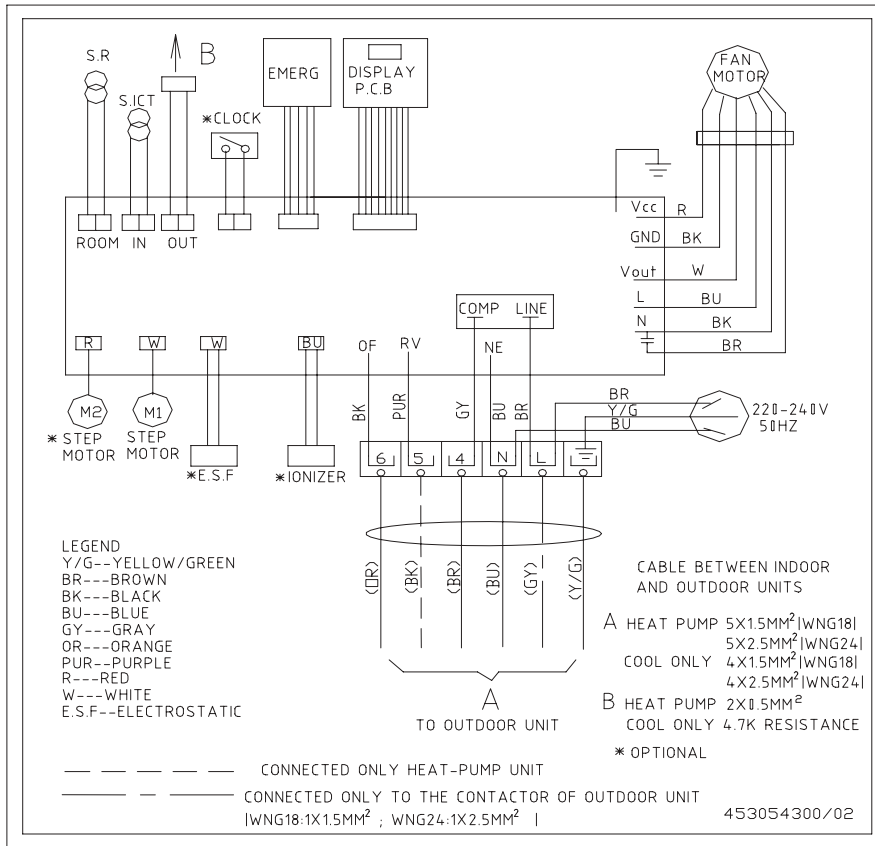 S.R
B
S.ICT
*CLOCK
EMERG
DISPLAY
P.C.B
FAN
MOTOR
ROOM
IN
OUT
Vcc
R
GND
BK
Vout
W
L
BU
N
BK
BR
COMP
LINE
R
W
W
BU
OF
RV
NE
BK
PUR
GY
BU
BR
M2
M1
* STEP
MOTOR
STEP
MOTOR
*E.S.F
*IONIZER
BR
Y/G
BU
220-240V
50HZ
6
5
4
N
L
(OR)
(BK)
(BR)
(BU)
(GY)
(Y/G)
LEGEND
Y/G--YELLOW/GREEN
BR---BROWN
BK---BLACK
BU---BLUE
GY---GRAY
OR---ORANGE
PUR--PURPLE
R---RED
W---WHITE
E.S.F--ELECTROSTATIC
A
TO OUTDOOR UNIT
CABLE BETWEEN INDOOR
AND OUTDOOR UNITS
A HEAT PUMP 5X1.5MM²|WNG18|
5X2.5MM²|WNG24|
COOL ONLY 4X1.5MM²|WNG18|
4X2.5MM²|WNG24|
B HEAT PUMP 2X0.5MM²
COOL ONLY 4.7K RESISTANCE
* OPTIONAL
CONNECTED ONLY HEAT-PUMP UNIT
CONNECTED ONLY TO THE CONTACTOR OF OUTDOOR UNIT
|WNG18:1X1.5MM² ; WNG24:1X2.5MM² |
453054300/02